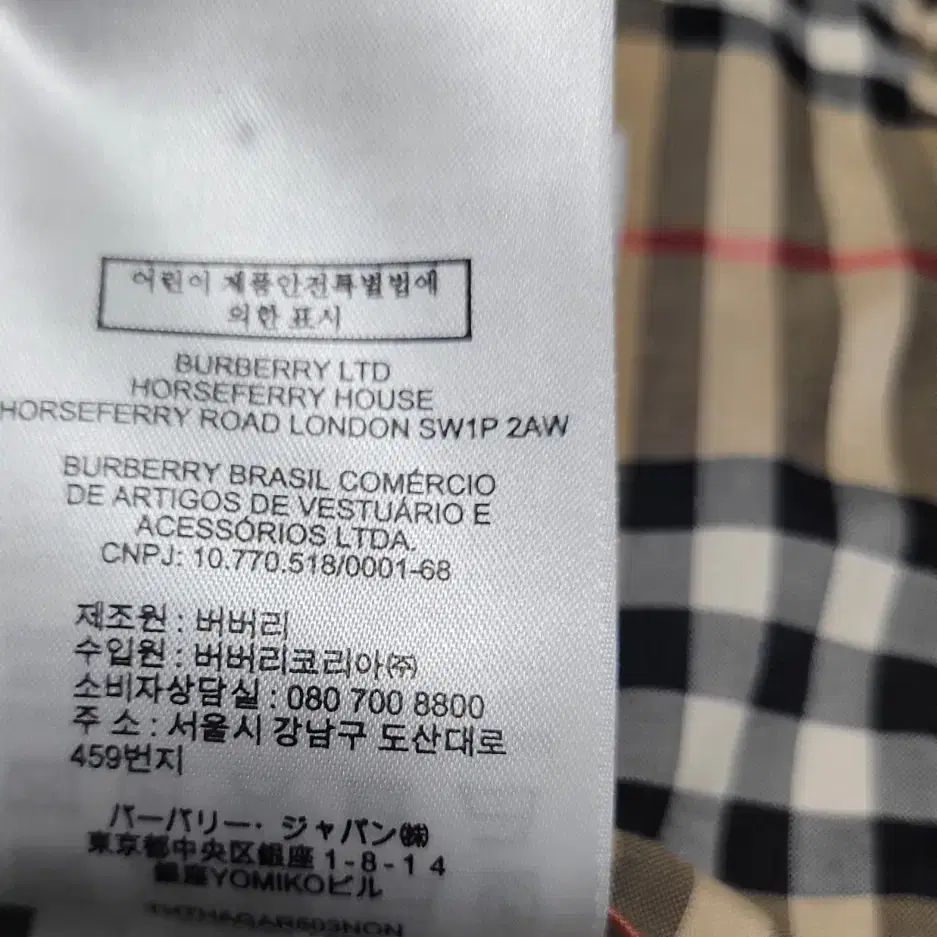 어린이제품안전특별법에
의한 표시
BURBERRY LTD
HORSEFERRY HOUSE
HORSEFERRY ROAD LONDON SW1P 2AW
BURBERRY BRASIL COMÉRCIO
DE ARTIGOS DE VESTUÁRIO E
ACESSÓRIOS LTDA.
CNPJ: 10.770.518/0001-68
제조원 : 버버리
수입원 : 버버리코리아㈜
소비자상담실 : 080 700 8800
주 소 : 서울시 강남구 도산대로
459번지
バーバリー・ジャパン㈱
東京都中央区銀座 1-8-1 4
銀座YOMIKOビル